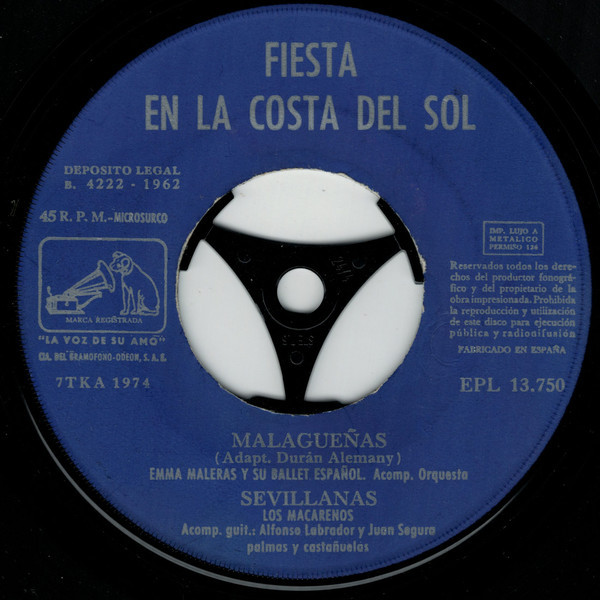 FIESTA
EN LA COSTA DEL SOL
DEPOSITO LEGAL
B. 4222 - 1962
45 R. P. M.-MICROSURCO
IMP. LUJO A
METALICO
PERMISO 126
MARCA REGISTRADA
"LA VOZ DE SU AMO"
CIA. DEL GRAMOFONO-ODEON, S. A. E.
Reservados todos los dere-
chos del productor fonográ-
fico y del propietario de la
obra impresionada. Prohibida
la reproducción y utilización
de este disco para ejecución
pública y radiodifusión
FABRICADO EN ESPAÑA
7TKA 1974
EPL 13.750
MALAGUEÑAS
(Adapt. Durán Alemany)
EMMA MALERAS Y SU BALLET ESPAÑOL. Acomp. Orquesta
SEVILLANAS
LOS MACARENOS
Acomp. guit.: Alfonso Labrador y Juan Segura
palmas y castañuelas